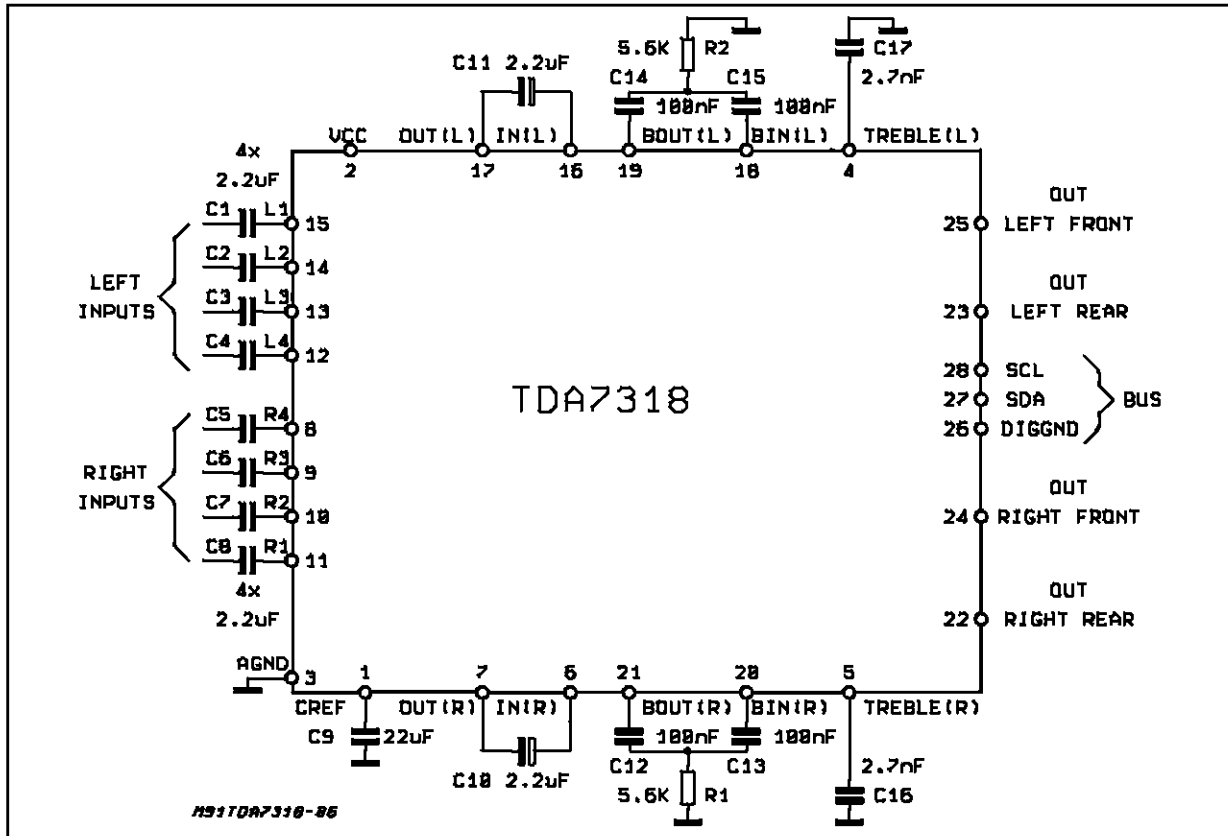 5.6K R2
C17
C11 2.2uF
C14 C15
2.7nF
100nF 100nF
VCC OUT(L) IN(L) BOUT(L) BIN(L) TREBLE(L)
2 17 16 19 18 4
4x
2.2uF
C1 L1 15
C2 L2 14
C3 L3 13
C4 L4 12
LEFT
INPUTS
C5 R4 8
C6 R3 9
C7 R2 10
C8 R1 11
RIGHT
INPUTS
4x
2.2uF
TDA7318
OUT
25 LEFT FRONT
OUT
23 LEFT REAR
28 SCL
27 SDA
26 DIGGND
BUS
OUT
24 RIGHT FRONT
OUT
22 RIGHT REAR
AGND
3 1 7 6 21 20 5
CREF OUT(R) IN(R) BOUT(R) BIN(R) TREBLE(R)
C9 22uF
100nF 100nF
C10 2.2uF
C12 C13
2.7nF
5.6K R1
C16
M91TDA7318-06